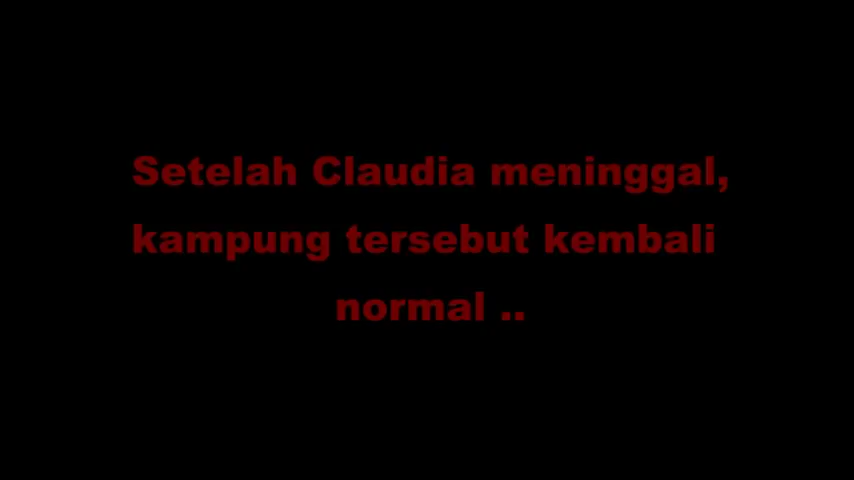 Setelah Claudia meninggal,
kampung tersebut kembali
normal ..